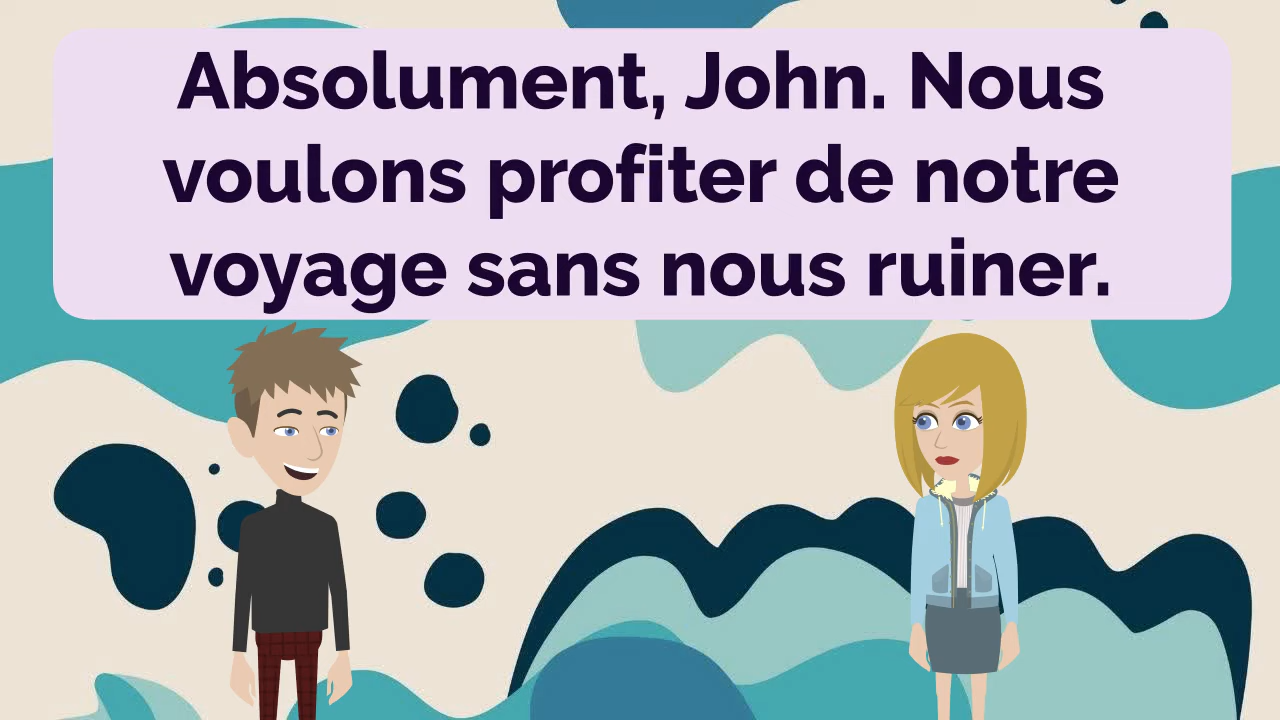 Absolument, John. Nous
voulons profiter de notre
voyage sans nous ruiner.